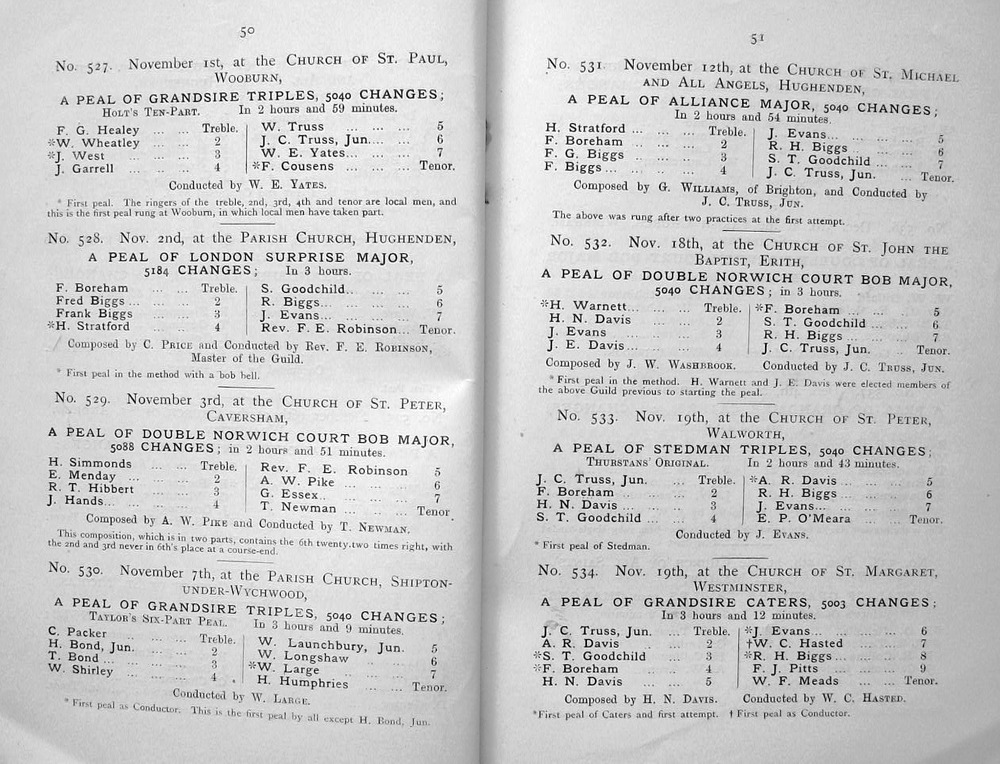 50
No. 527. November 1st, at the Church of St. Paul,
Wooburn,
A PEAL OF GRANDSIRE TRIPLES, 5040 CHANGES;
Holt's Ten-Part. In 2 hours and 59 minutes.
F. G. Healey ... ... Treble. W. Truss ... ... ... 5
*W. Wheatley ... 2 J. C. Truss, Jun.... ... 6
*J. West ... ... 3 W. E. Yates... ... ... 7
J. Garrell ... ... 4 *F. Cousens ... ... Tenor.
Conducted by W. E. Yates.
* First peal. The ringers of the treble, 2nd, 3rd, 4th and tenor are local men, and
this is the first peal rung at Wooburn, in which local men have taken part.
No. 528. Nov. 2nd, at the Parish Church, Hughenden,
A PEAL OF LONDON SURPRISE MAJOR,
5184 CHANGES; In 3 hours.
F. Boreham ... ... Treble. S. Goodchild... ... ... 5
Fred Biggs ... ... 2 R. Biggs... ... ... 6
Frank Biggs ... ... 3 J. Evans... ... ... 7
*H. Stratford ... ... 4 Rev. F. E. Robinson... Tenor.
Composed by C. Price and Conducted by Rev. F. E. Robinson,
Master of the Guild.
* First peal in the method with a bob bell.
No. 529. November 3rd, at the Church of St. Peter,
Caversham,
A PEAL OF DOUBLE NORWICH COURT BOB MAJOR,
5088 CHANGES; in 2 hours and 51 minutes.
H. Simmonds ... ... Treble. Rev. F. E. Robinson 5
E. Menday ... ... 2 A. W. Pike ... ... ... 6
R. T. Hibbert ... ... 3 G. Essex... ... ... 7
J. Hands... ... ... 4 T. Newman ... ... Tenor
Composed by A. W. Pike and Conducted by T. Newman.
This composition, which is in two parts, contains the 6th twenty-two times right, with
the 2nd and 3rd never in 6th's place at a course-end.
No. 530. November 7th, at the Parish Church, Shipton-
under-Wychwood,
A PEAL OF GRANDSIRE TRIPLES, 5040 CHANGES;
Taylor's Six-Part Peal. In 3 hours and 9 minutes.
C. Packer ... ... Treble. W. Launchbury, Jun. 5
H. Bond, Jun. ... ... 2 W. Longshaw ... ... 6
T. Bond ... ... ... 3 *W. Large ... ... ... 7
W. Shirley ... ... 4 H. Humphries ... ... Tenor.
Conducted by W. Large.
* First peal as Conductor. This is the first peal by all except H. Bond, Jun.
51
No. 531. November 12th, at the Church of St. Michael
and All Angels, Hughenden,
A PEAL OF ALLIANCE MAJOR, 5040 CHANGES;
In 2 hours and 54 minutes.
H. Stratford ... ... Treble. J. Evans... ... ... 5
F. Boreham ... ... 2 R. H. Biggs ... ... 6
F. G. Biggs ... ... 3 S. T. Goodchild ... ... 7
F. Biggs... ... ... 4 J. C. Truss, Jun. ... Tenor.
Composed by G. Williams, of Brighton, and Conducted by
J. C. Truss, Jun.
The above was rung after two practices at the first attempt.
No. 532. Nov. 18th, at the Church of St. John the
Baptist, Erith,
A PEAL OF DOUBLE NORWICH COURT BOB MAJOR,
5040 CHANGES; in 3 hours.
*H. Warnett... ... Treble. *F. Boreham ... ... 5
H. N. Davis ... ... 2 S. T. Goodchild ... ... 6
J. Evans ... ... 3 R. H. Biggs ... ... 7
J. E. Davis... ... 4 J. C. Truss, Jun. ... Tenor.
Composed by J. W. Washbrook. Conducted by J. C. Truss, Jun.
* First peal in the method. H. Warnett and J. E. Davis were elected members of
the above Guild previous to starting the peal.
No. 533. Nov. 19th, at the Church of St. Peter,
Walworth,
A PEAL OF STEDMAN TRIPLES, 5040 CHANGES;
Thurstans' Original. In 2 hours and 43 minutes.
J. C. Truss, Jun. ... Treble. *A. R. Davis ... ... 5
F. Boreham ... ... 2 R. H. Biggs ... ... 6
H. N. Davis ... ... 3 J. Evans... ... ... 7
S. T. Goodchild ... ... 4 E. P. O'Meara ... ... Tenor.
Conducted by J. Evans.
* First peal of Stedman.
No. 534. Nov. 19th, at the Church of St. Margaret,
Westminster,
A PEAL OF GRANDSIRE CATERS, 5003 CHANGES;
In 3 hours and 12 minutes.
J. C. Truss, Jun. ... Treble. *J. Evans... ... ... 6
A. R. Davis ... ... 2 †W. C. Hasted ... ... 7
*S. T. Goodchild ... 3 *R. H. Biggs... ... ... 8
*F. Boreham ... ... 4 F. J. Pitts ... ... ... 9
H. N. Davis ... ... 5 W. F. Meads ... ... Tenor.
Composed by H. N. Davis. Conducted by W. C. Hasted.
*First peal of Caters and first attempt. † First peal as Conductor.